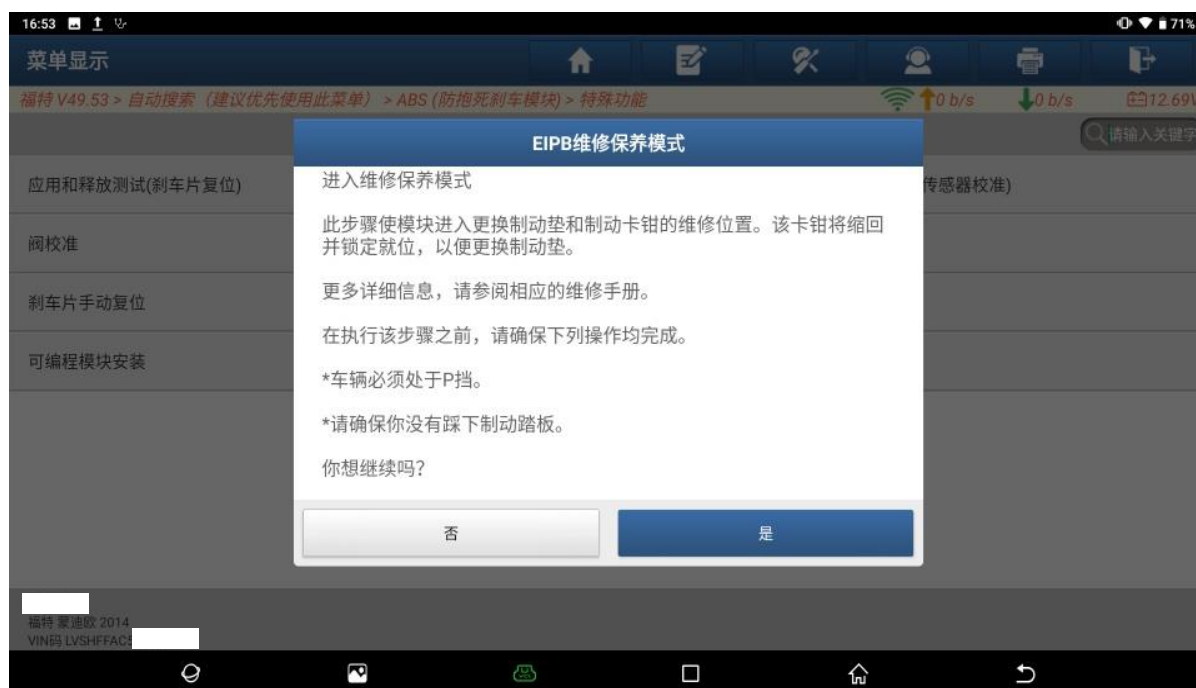 16:53
71%
菜单显示
福特 V49.53 > 自动搜索（建议优先使用此菜单）> ABS (防抱死刹车模块) > 特殊功能
0 b/s
0 b/s
12.69V
请输入关键字
EIPB维修保养模式
应用和释放测试(刹车片复位)
传感器校准)
阀校准
刹车片手动复位
可编程模块安装
进入维修保养模式
此步骤使模块进入更换制动垫和制动卡钳的维修位置。该卡钳将缩回
并锁定就位，以便更换制动垫。
更多详细信息，请参阅相应的维修手册。
在执行该步骤之前，请确保下列操作均完成。
*车辆必须处于P挡。
*请确保你没有踩下制动踏板。
你想继续吗?
否
是
福特 蒙迪欧 2014
VIN码 LVSHFFAC